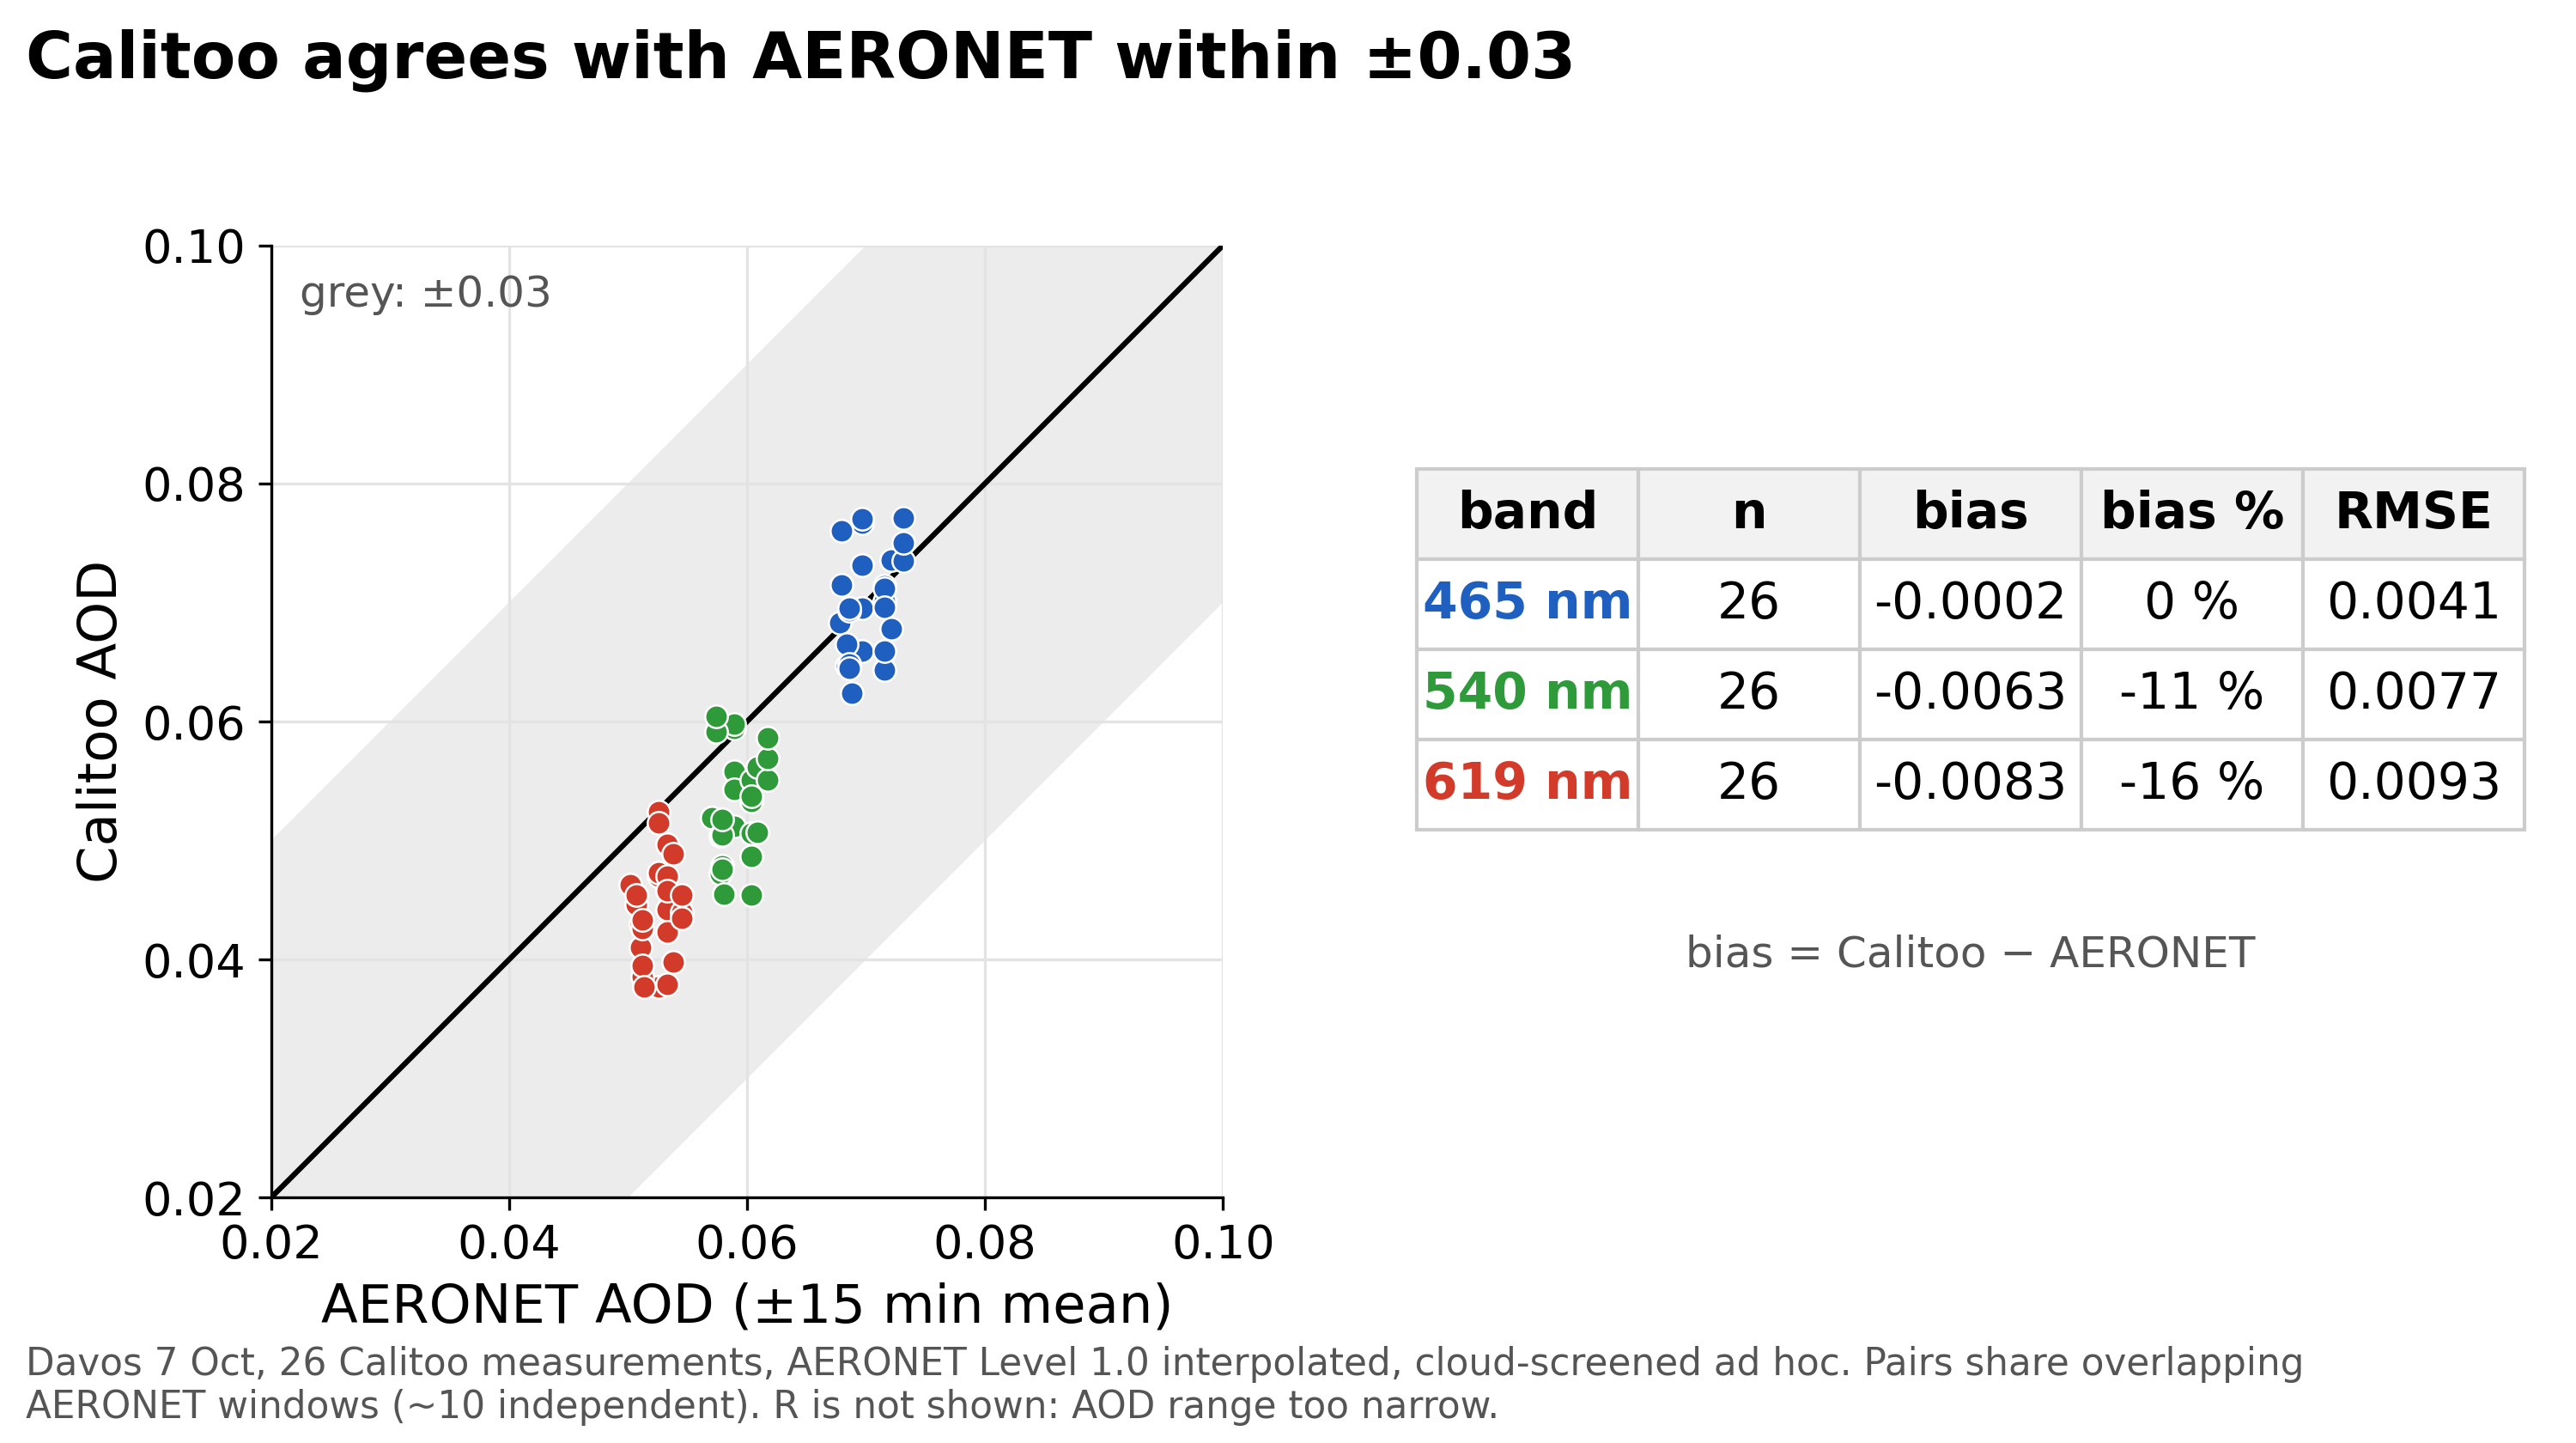 Calitoo agrees with AERONET within ±0.03
grey: ±0.03
0.10
0.08
0.06
0.04
0.02
Calitoo AOD
0.02 0.04 0.06 0.08 0.10
AERONET AOD (±15 min mean)
band n bias bias % RMSE
465 nm 26 -0.0002 0 % 0.0041
540 nm 26 -0.0063 -11 % 0.0077
619 nm 26 -0.0083 -16 % 0.0093
bias = Calitoo − AERONET
Davos 7 Oct, 26 Calitoo measurements, AERONET Level 1.0 interpolated, cloud-screened ad hoc. Pairs share overlapping
AERONET windows (~10 independent). R is not shown: AOD range too narrow.